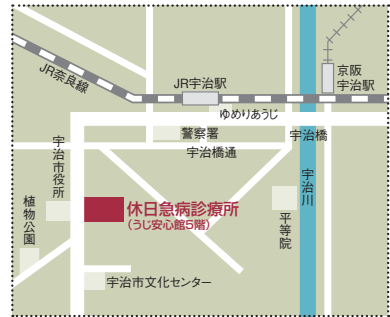 京阪
宇治駅
JR宇治駅
JR奈良線
ゆめりあうじ
警察署
宇治橋
宇治橋通
宇治市役所
宇治川
植物公園
休日急病診療所
(うじ安心館5階)
平等院
宇治市文化センター